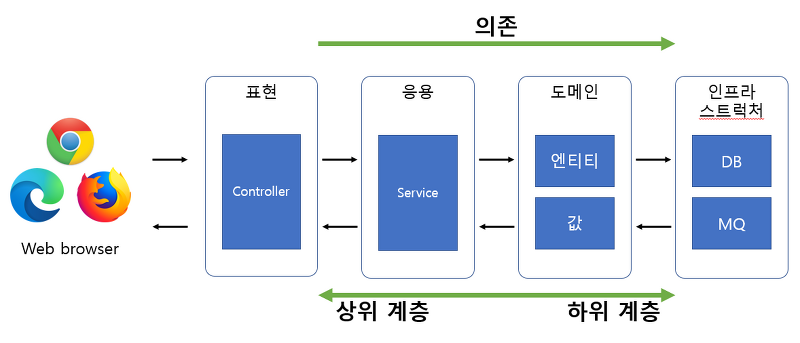 의존
표현
응용
도메인
인프라
스트럭처
Controller
Service
엔티티
값
DB
MQ
Web browser
상위 계층
하위 계층